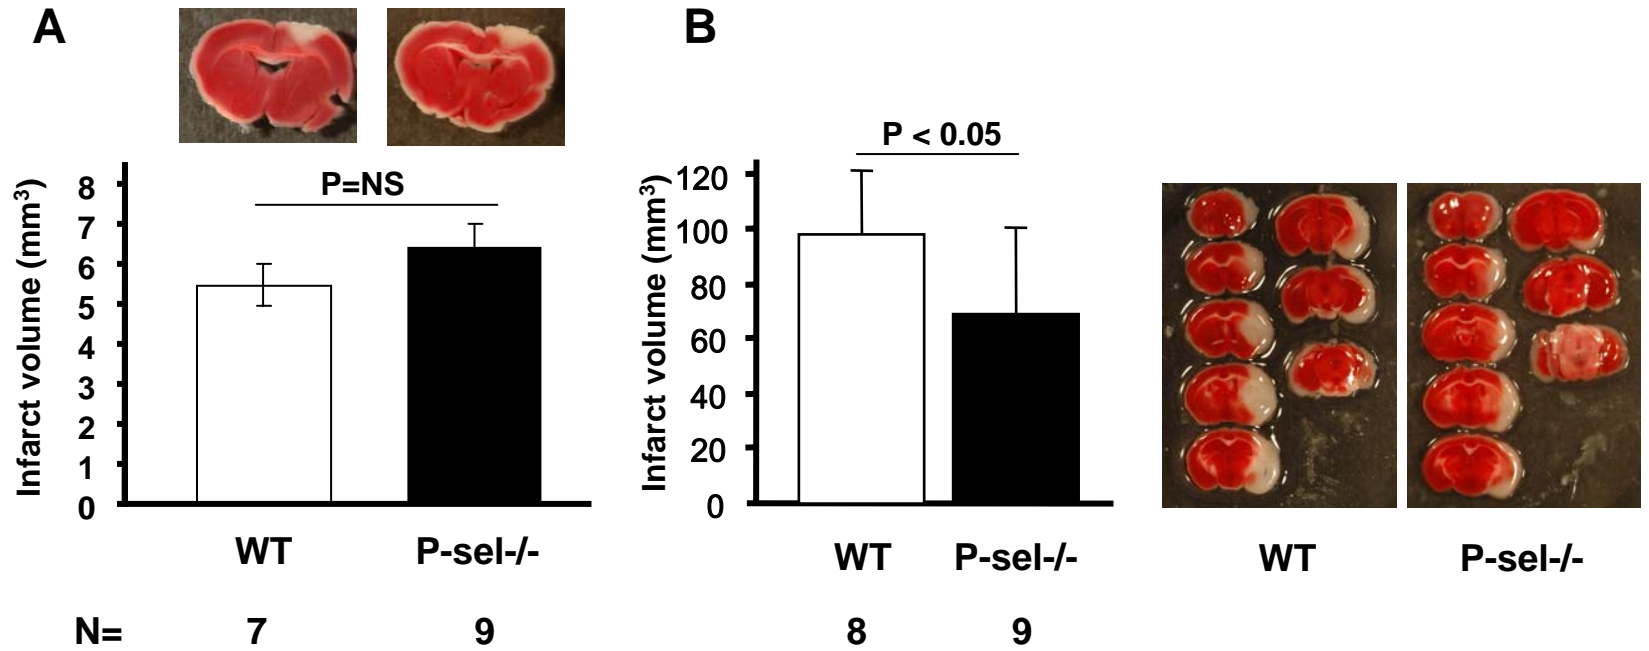 A
B
P=NS
Infarct volume (mm3)
8
7
6
5
4
3
2
1
0
WT P-sel-/-
N= 7 9
P < 0.05
Infarct volume (mm3)
120
100
80
60
40
20
0
WT P-sel-/-
8 9
WT P-sel-/-